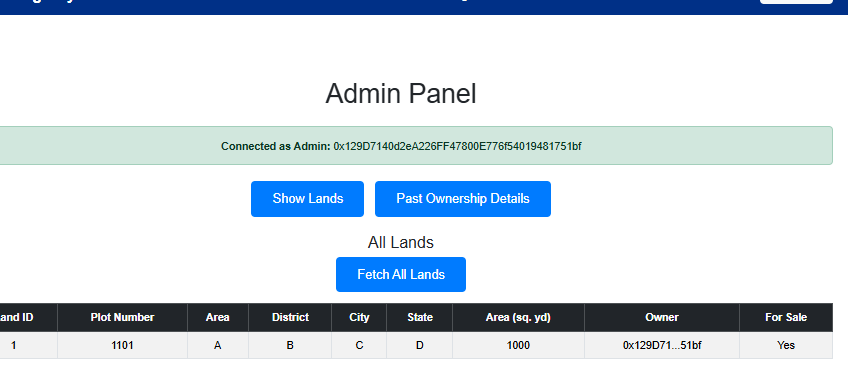 Admin Panel
Connected as Admin: 0x129D7140d2eA226FF47800E776f54019481751bf
Show Lands Past Ownership Details
All Lands
Fetch All Lands
and ID Plot Number Area District City State Area (sq. yd) Owner For Sale
1 1101 A B C D 1000 0x129D71...51bf Yes